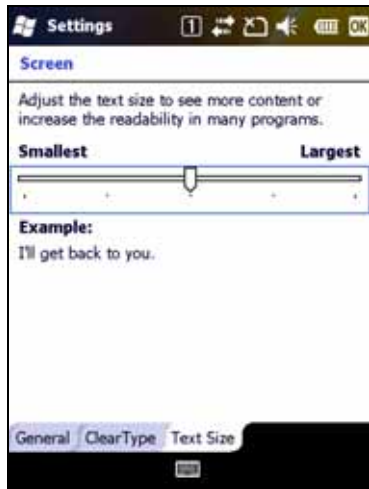 Settings 1 OK
Screen
Adjust the text size to see more content or
increase the readability in many programs.
Smallest Largest
Example:
I'll get back to you.
General ClearType Text Size